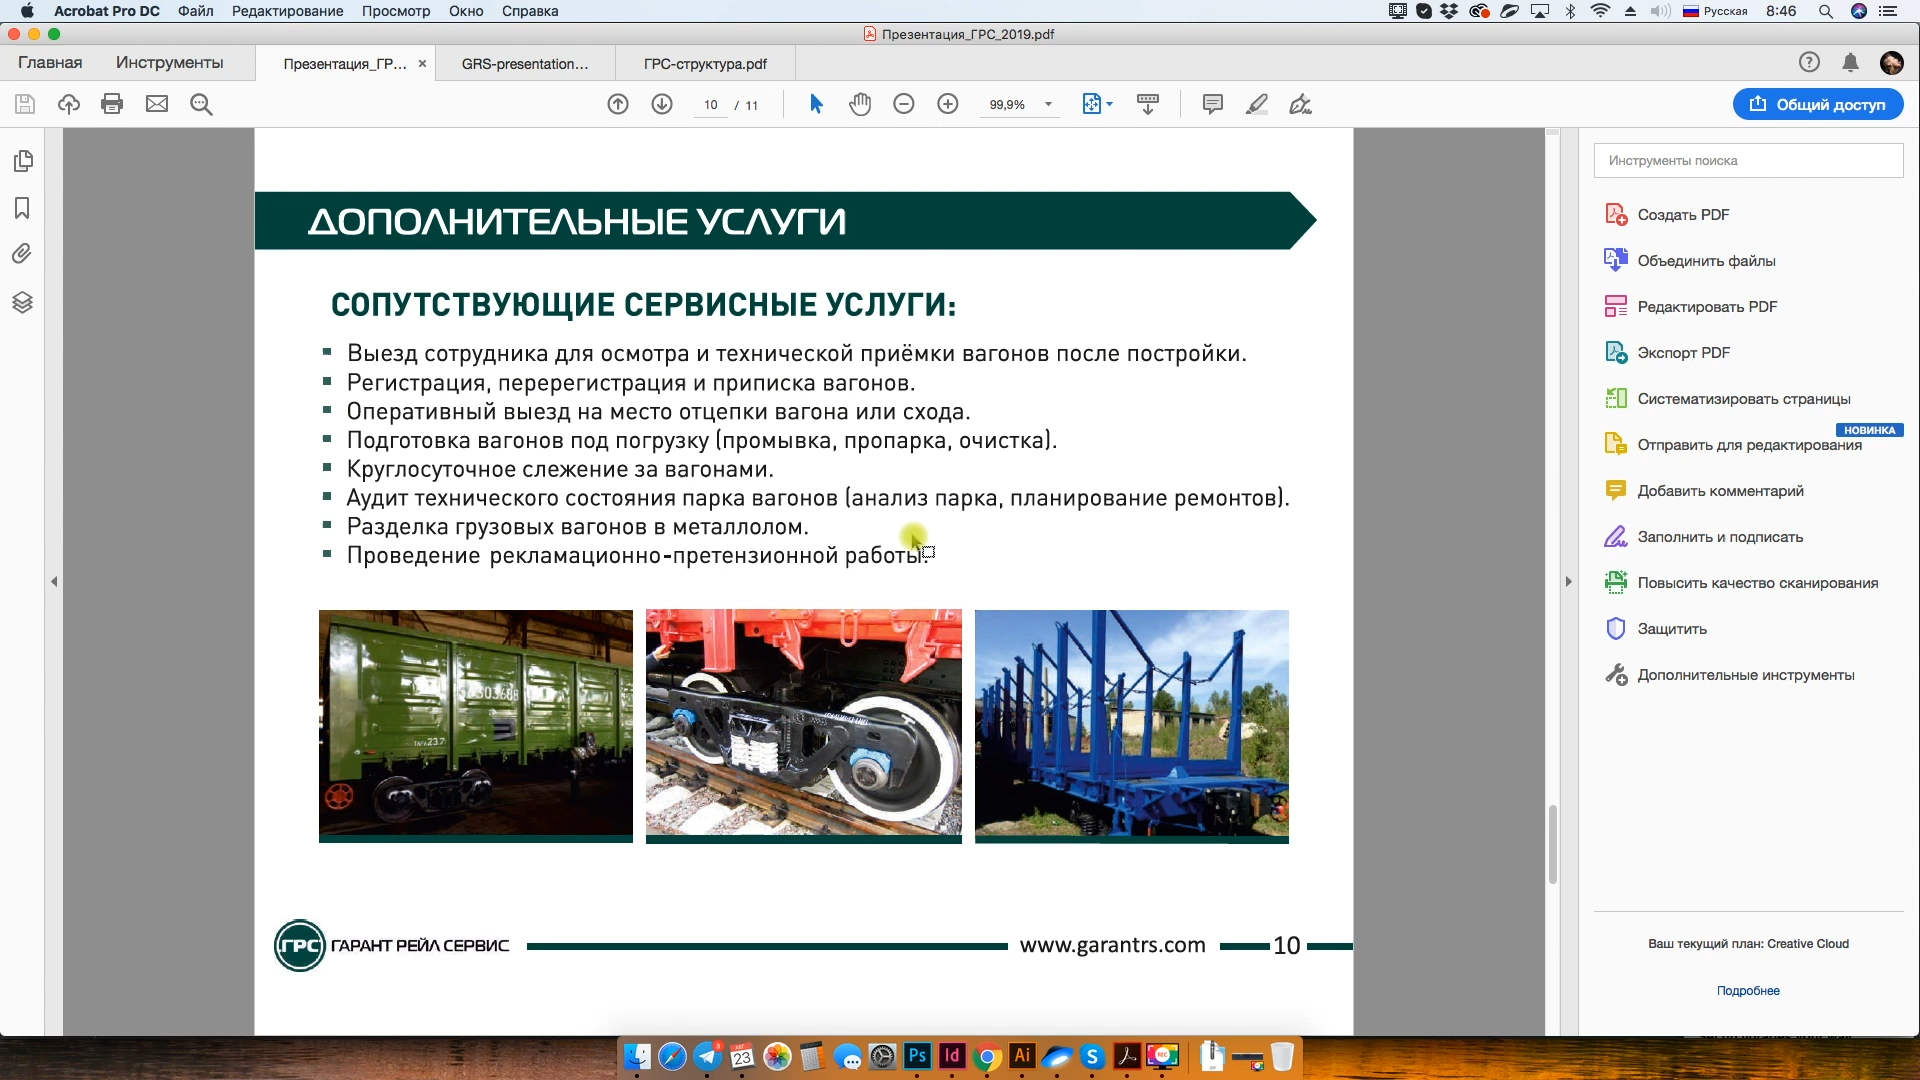 Acrobat Pro DC Файл Редактирование Просмотр Окно Справка
Русская 8:46
Презентация_ГРС_2019.pdf
Главная Инструменты Презентация_ГР... × GRS-presentation... ГРС-структура.pdf
10 / 11 99,9% Общий доступ
Инструменты поиска
Создать PDF
Объединить файлы
Редактировать PDF
Экспорт PDF
Систематизировать страницы
НОВИНКА
Отправить для редактирования
Добавить комментарий
Заполнить и подписать
Повысить качество сканирования
Защитить
Дополнительные инструменты
Ваш текущий план: Creative Cloud
Подробнее
ДОПОЛНИТЕЛЬНЫЕ УСЛУГИ
СОПУТСТВУЮЩИЕ СЕРВИСНЫЕ УСЛУГИ:
▪ Выезд сотрудника для осмотра и технической приёмки вагонов после постройки.
▪ Регистрация, перерегистрация и приписка вагонов.
▪ Оперативный выезд на место отцепки вагона или схода.
▪ Подготовка вагонов под погрузку (промывка, пропарка, очистка).
▪ Круглосуточное слежение за вагонами.
▪ Аудит технического состояния парка вагонов (анализ парка, планирование ремонтов).
▪ Разделка грузовых вагонов в металлолом.
▪ Проведение рекламационно-претензионной работы.
ГРС ГАРАНТ РЕЙЛ СЕРВИС www.garantrs.com 10
3 23 Ps Id Ai S REC